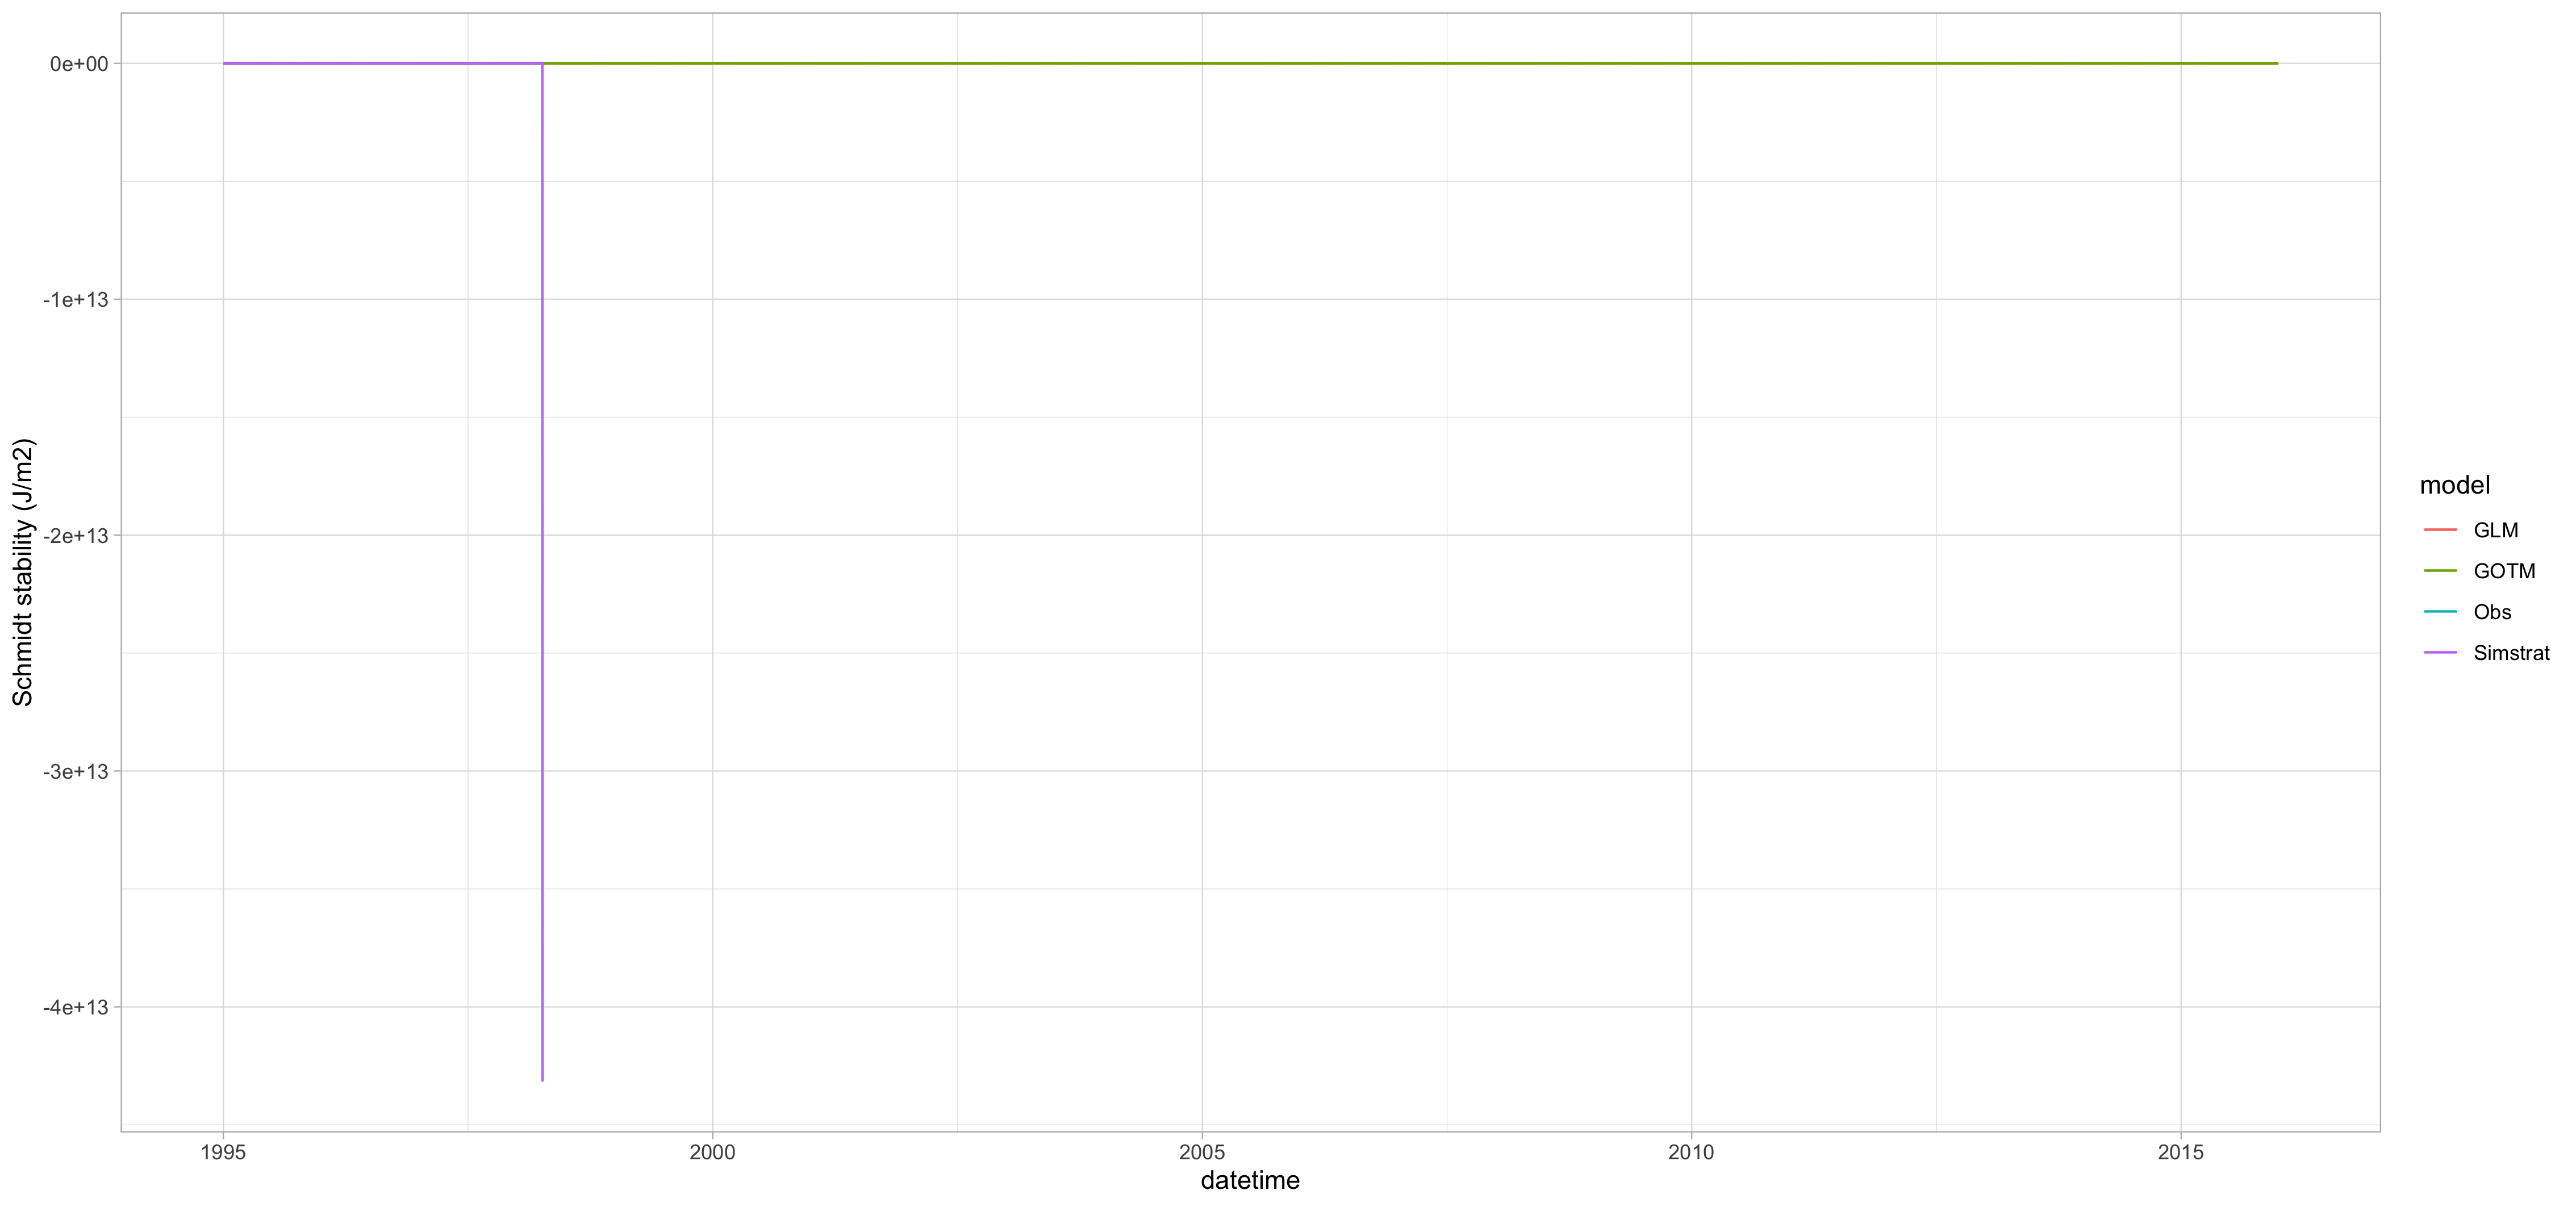 Schmidt stability (J/m2)
0e+00
-1e+13
-2e+13
-3e+13
-4e+13
1995
2000
2005
2010
2015
datetime
model
GLM
GOTM
Obs
Simstrat